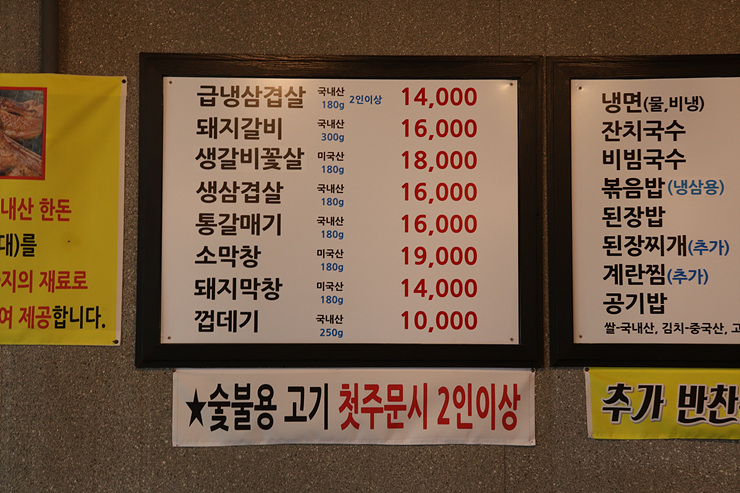 내산 한돈
대)를
지의 재료로
여 제공합니다.
급냉삼겹살 국내산 180g 2인이상 14,000
돼지갈비 국내산 300g 16,000
생갈비꽃살 미국산 180g 18,000
생삼겹살 국내산 180g 16,000
통갈매기 국내산 180g 16,000
소막창 미국산 180g 19,000
돼지막창 미국산 180g 14,000
껍데기 국내산 250g 10,000
★숯불용 고기 첫주문시 2인이상
냉면(물,비냉)
잔치국수
비빔국수
볶음밥(냉삼용)
된장밥
된장찌개(추가)
계란찜(추가)
공기밥
쌀-국내산, 김치-중국산, 고
추가 반찬